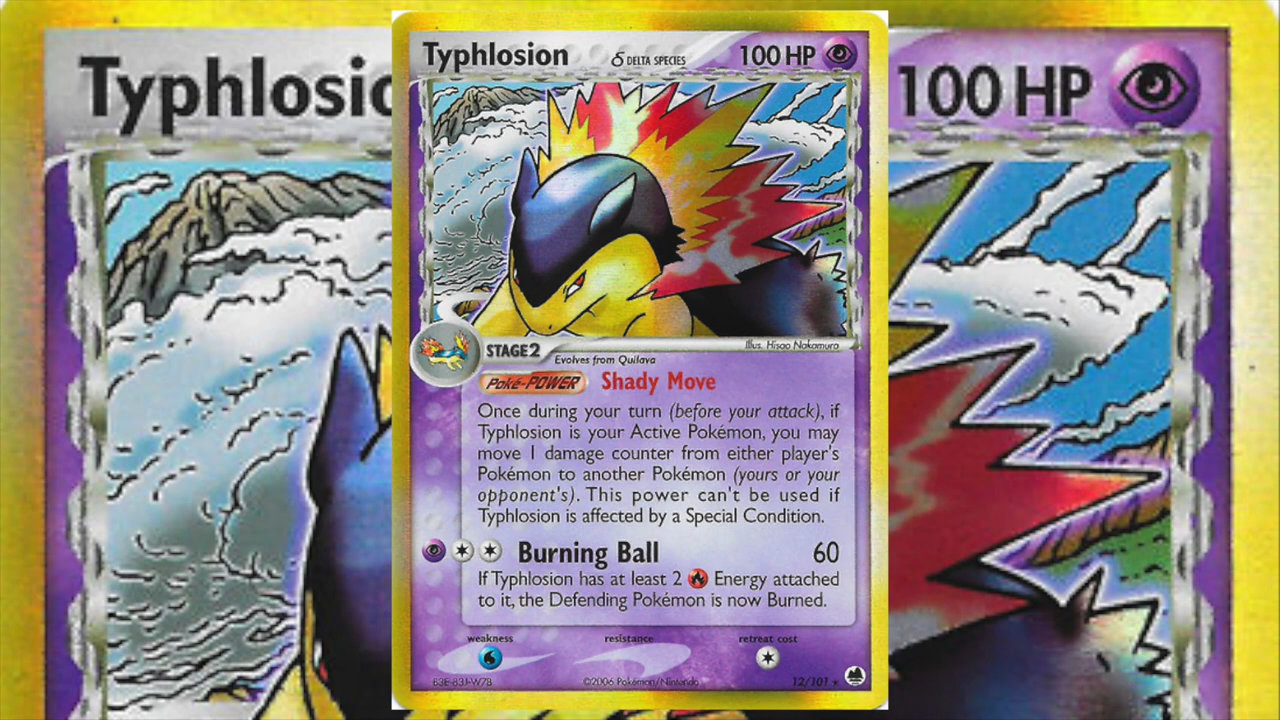 Typhlosion δ DELTA SPECIES 100 HP
Illus. Hisao Nakamura
STAGE 2
Evolves from Quilava
Poké-POWER Shady Move
Once during your turn (before your attack), if
Typhlosion is your Active Pokémon, you may
move 1 damage counter from either player's
Pokémon to another Pokémon (yours or your
opponent's). This power can't be used if
Typhlosion is affected by a Special Condition.
Burning Ball 60
If Typhlosion has at least 2 Energy attached
to it, the Defending Pokémon is now Burned.
weakness resistance retreat cost
©2006 Pokémon/Nintendo 12/101 ★
Typhlosio
100 HP